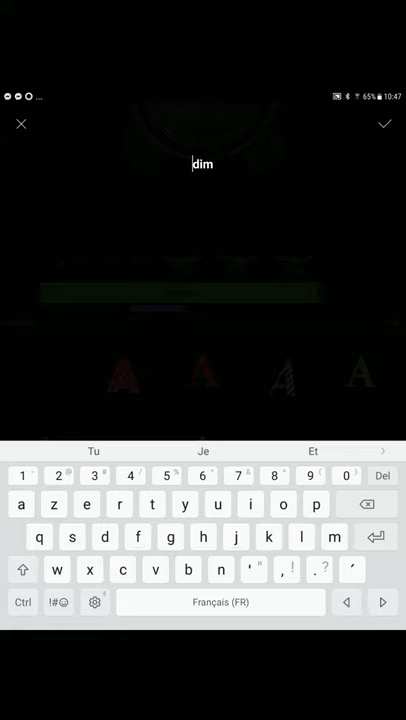 ... 65% 10:47
dim
A A A A
Tu Je Et
1 - 2 @ 3 # 4 / 5 % 6 ^ 7 & 8 * 9 ( 0 ) Del
a z e r t y u i o p
q s d f g h j k l m
w x c v b n ' " , ! . ? ´
Ctrl !#☺ Français (FR)